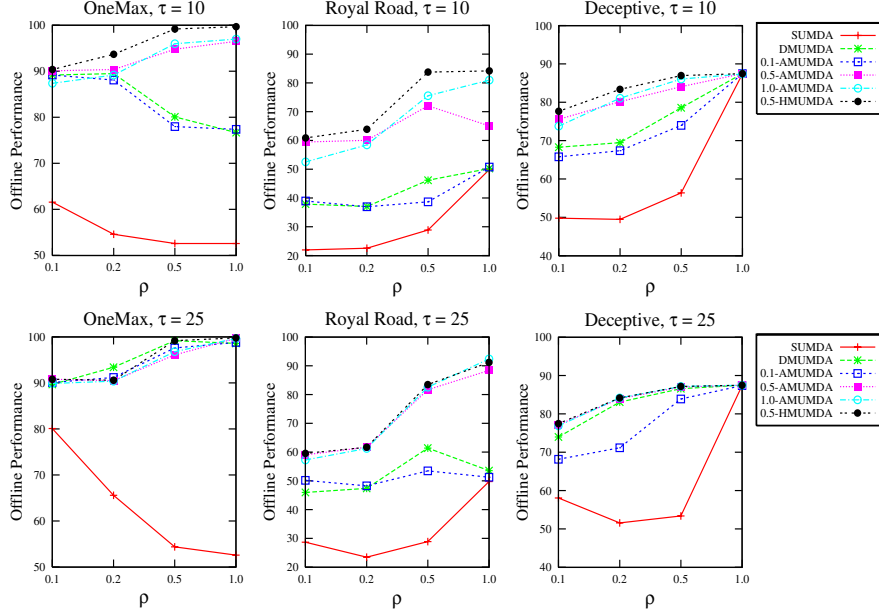 OneMax, τ = 10
Royal Road, τ = 10
Deceptive, τ = 10
Offline Performance
100
90
80
70
60
50
0.1
0.2
0.5
1.0
ρ
Offline Performance
100
90
80
70
60
50
40
30
20
0.1
0.2
0.5
1.0
ρ
Offline Performance
100
90
80
70
60
50
40
0.1
0.2
0.5
1.0
ρ
SUMDA
DMUMDA
0.1-AMUMDA
0.5-AMUMDA
1.0-AMUMDA
0.5-HMUMDA
OneMax, τ = 25
Royal Road, τ = 25
Deceptive, τ = 25
Offline Performance
100
90
80
70
60
50
0.1
0.2
0.5
1.0
ρ
Offline Performance
100
90
80
70
60
50
40
30
20
0.1
0.2
0.5
1.0
ρ
Offline Performance
100
90
80
70
60
50
40
0.1
0.2
0.5
1.0
ρ
SUMDA
DMUMDA
0.1-AMUMDA
0.5-AMUMDA
1.0-AMUMDA
0.5-HMUMDA